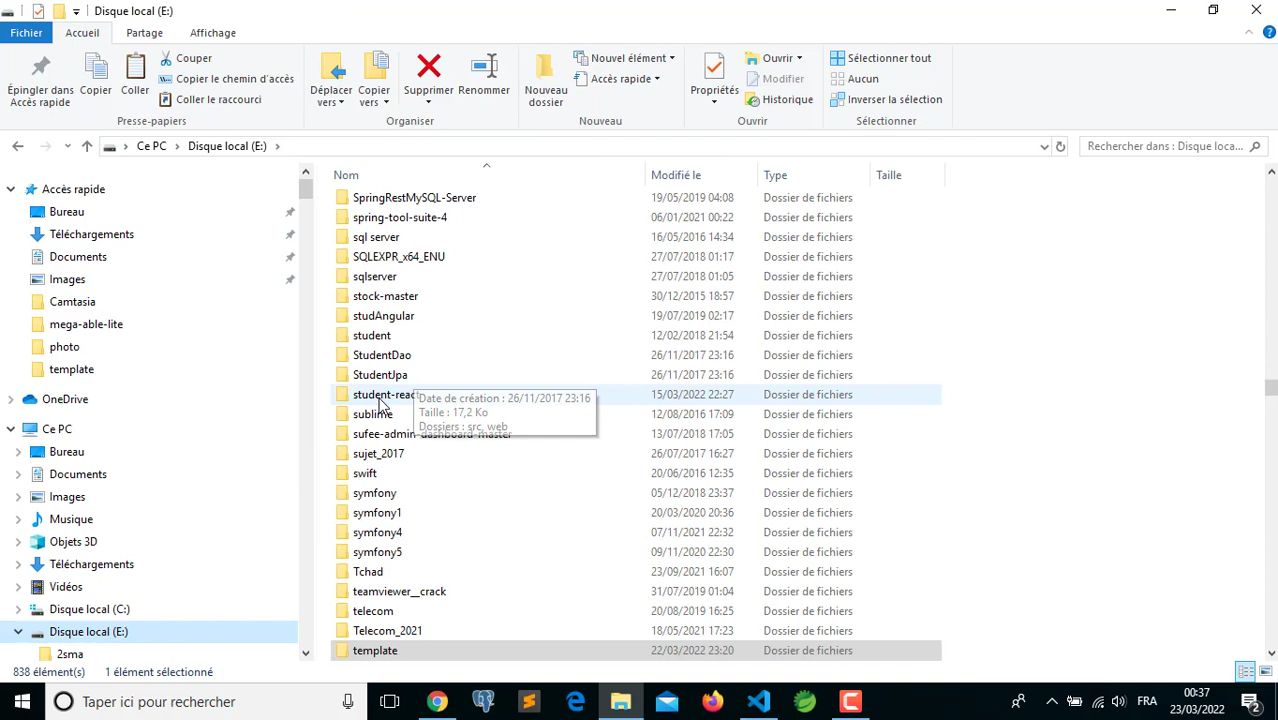 Disque local (E:)
Fichier Accueil Partage Affichage
Épingler dans Accès rapide
Copier
Coller
Couper
Copier le chemin d'accès
Coller le raccourci
Presse-papiers
Déplacer vers
Copier vers
Supprimer
Renommer
Organiser
Nouveau dossier
Nouvel élément
Accès rapide
Nouveau
Propriétés
Ouvrir
Modifier
Historique
Ouvrir
Sélectionner tout
Aucun
Inverser la sélection
Sélectionner
Ce PC Disque local (E:)
Rechercher dans : Disque loca...
Accès rapide
Bureau
Téléchargements
Documents
Images
Camtasia
mega-able-lite
photo
template
OneDrive
Ce PC
Bureau
Documents
Images
Musique
Objets 3D
Téléchargements
Vidéos
Disque local (C:)
Disque local (E:)
2sma
Nom Modifié le Type Taille
SpringRestMySQL-Server 19/05/2019 04:08 Dossier de fichiers
spring-tool-suite-4 06/01/2021 00:22 Dossier de fichiers
sql server 16/05/2016 14:34 Dossier de fichiers
SQLEXPR_x64_ENU 27/07/2018 01:17 Dossier de fichiers
sqlserver 27/07/2018 01:05 Dossier de fichiers
stock-master 30/12/2015 18:57 Dossier de fichiers
studAngular 19/07/2019 02:17 Dossier de fichiers
student 12/02/2018 21:54 Dossier de fichiers
StudentDao 26/11/2017 23:16 Dossier de fichiers
StudentJpa 26/11/2017 23:16 Dossier de fichiers
student-react 15/03/2022 22:27 Dossier de fichiers
Date de création : 26/11/2017 23:16
Taille : 17,2 Ko
Dossiers : src, web
sublime 12/08/2016 17:09 Dossier de fichiers
sufee-admin-dashboard-master 13/07/2018 17:05 Dossier de fichiers
sujet_2017 26/07/2017 16:27 Dossier de fichiers
swift 20/06/2016 12:35 Dossier de fichiers
symfony 05/12/2018 23:37 Dossier de fichiers
symfony1 20/03/2020 20:36 Dossier de fichiers
symfony4 07/11/2021 22:32 Dossier de fichiers
symfony5 09/11/2020 22:30 Dossier de fichiers
Tchad 23/09/2021 16:07 Dossier de fichiers
teamviewer__crack 31/07/2019 01:04 Dossier de fichiers
telecom 20/08/2019 16:25 Dossier de fichiers
Telecom_2021 18/05/2021 17:23 Dossier de fichiers
template 22/03/2022 23:20 Dossier de fichiers
838 élément(s) 1 élément sélectionné
Taper ici pour rechercher
FRA
00:37
23/03/2022
2